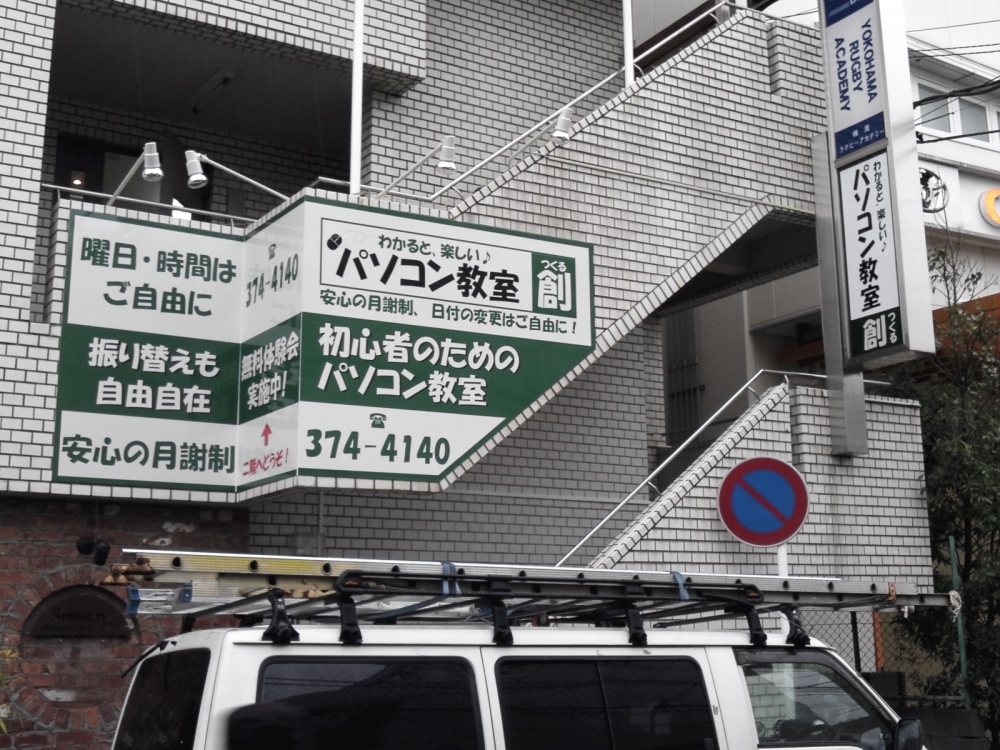 曜日・時間は
ご自由に
振り替えも
自由自在
安心の月謝制
☎
374-4140
無料体験会
実施中!
↑
二階へどうぞ!
わかると、楽しい♪
パソコン教室
つくる
創
安心の月謝制、日付の変更はご自由に!
初心者のための
パソコン教室
☎
374-4140
YOKOHAMA
RUGBY
ACADEMY
横濱
ラグビーアカデミー
わかると、楽しい♪
パソコン教室
つくる
創